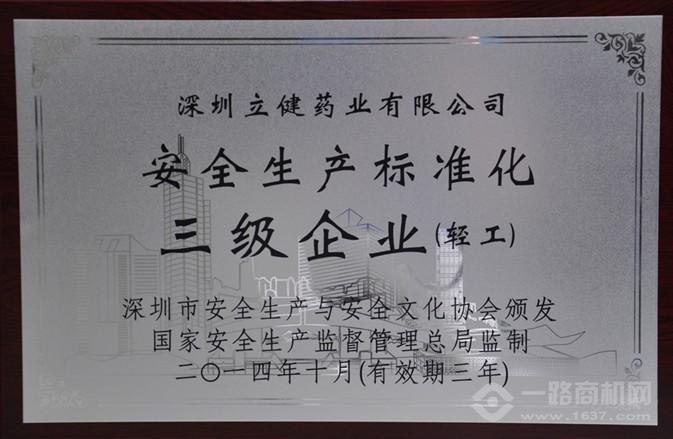 深圳立健药业有限公司
安全生产标准化
三级企业(轻工)
深圳市安全生产与安全文化协会颁发
国家安全生产监督管理总局监制
二〇一四年十月(有效期三年)
一路商机网
www.1637.com